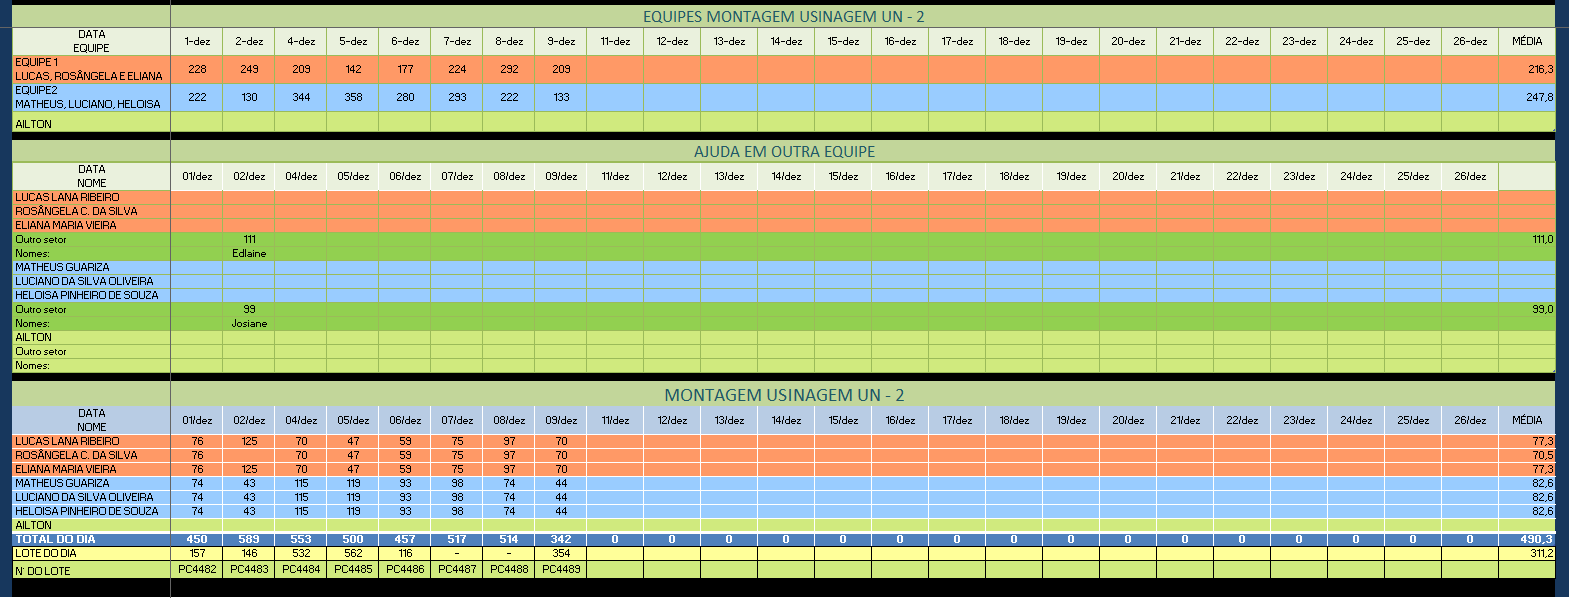 EQUIPES MONTAGEM USINAGEM UN - 2
DATA
EQUIPE 1-dez 2-dez 4-dez 5-dez 6-dez 7-dez 8-dez 9-dez 11-dez 12-dez 13-dez 14-dez 15-dez 16-dez 17-dez 18-dez 19-dez 20-dez 21-dez 22-dez 23-dez 24-dez 25-dez 26-dez MÉDIA
EQUIPE 1
LUCAS, ROSÂNGELA E ELIANA 228 249 209 142 177 224 292 209 216,3
EQUIPE2
MATHEUS, LUCIANO, HELOISA 222 130 344 358 280 293 222 133 247,8
AILTON
AJUDA EM OUTRA EQUIPE
DATA
NOME 01/dez 02/dez 04/dez 05/dez 06/dez 07/dez 08/dez 09/dez 11/dez 12/dez 13/dez 14/dez 15/dez 16/dez 17/dez 18/dez 19/dez 20/dez 21/dez 22/dez 23/dez 24/dez 25/dez 26/dez
LUCAS LANA RIBEIRO
ROSÂNGELA C. DA SILVA
ELIANA MARIA VIEIRA
Outro setor 111 111,0
Nomes: Edlaine
MATHEUS GUARIZA
LUCIANO DA SILVA OLIVEIRA
HELOISA PINHEIRO DE SOUZA
Outro setor 99 99,0
Nomes: Josiane
AILTON
Outro setor
Nomes:
MONTAGEM USINAGEM UN - 2
DATA
NOME 01/dez 02/dez 04/dez 05/dez 06/dez 07/dez 08/dez 09/dez 11/dez 12/dez 13/dez 14/dez 15/dez 16/dez 17/dez 18/dez 19/dez 20/dez 21/dez 22/dez 23/dez 24/dez 25/dez 26/dez MÉDIA
LUCAS LANA RIBEIRO 76 125 70 47 59 75 97 70 77,3
ROSÂNGELA C. DA SILVA 76 70 47 59 75 97 70 70,5
ELIANA MARIA VIEIRA 76 125 70 47 59 75 97 70 77,3
MATHEUS GUARIZA 74 43 115 119 93 98 74 44 82,6
LUCIANO DA SILVA OLIVEIRA 74 43 115 119 93 98 74 44 82,6
HELOISA PINHEIRO DE SOUZA 74 43 115 119 93 98 74 44 82,6
AILTON
TOTAL DO DIA 450 589 553 500 457 517 514 342 0 0 0 0 0 0 0 0 0 0 0 0 0 0 0 0 490,3
LOTE DO DIA 157 146 532 562 116 - - 354 311,2
N° DO LOTE PC4482 PC4483 PC4484 PC4485 PC4486 PC4487 PC4488 PC4489